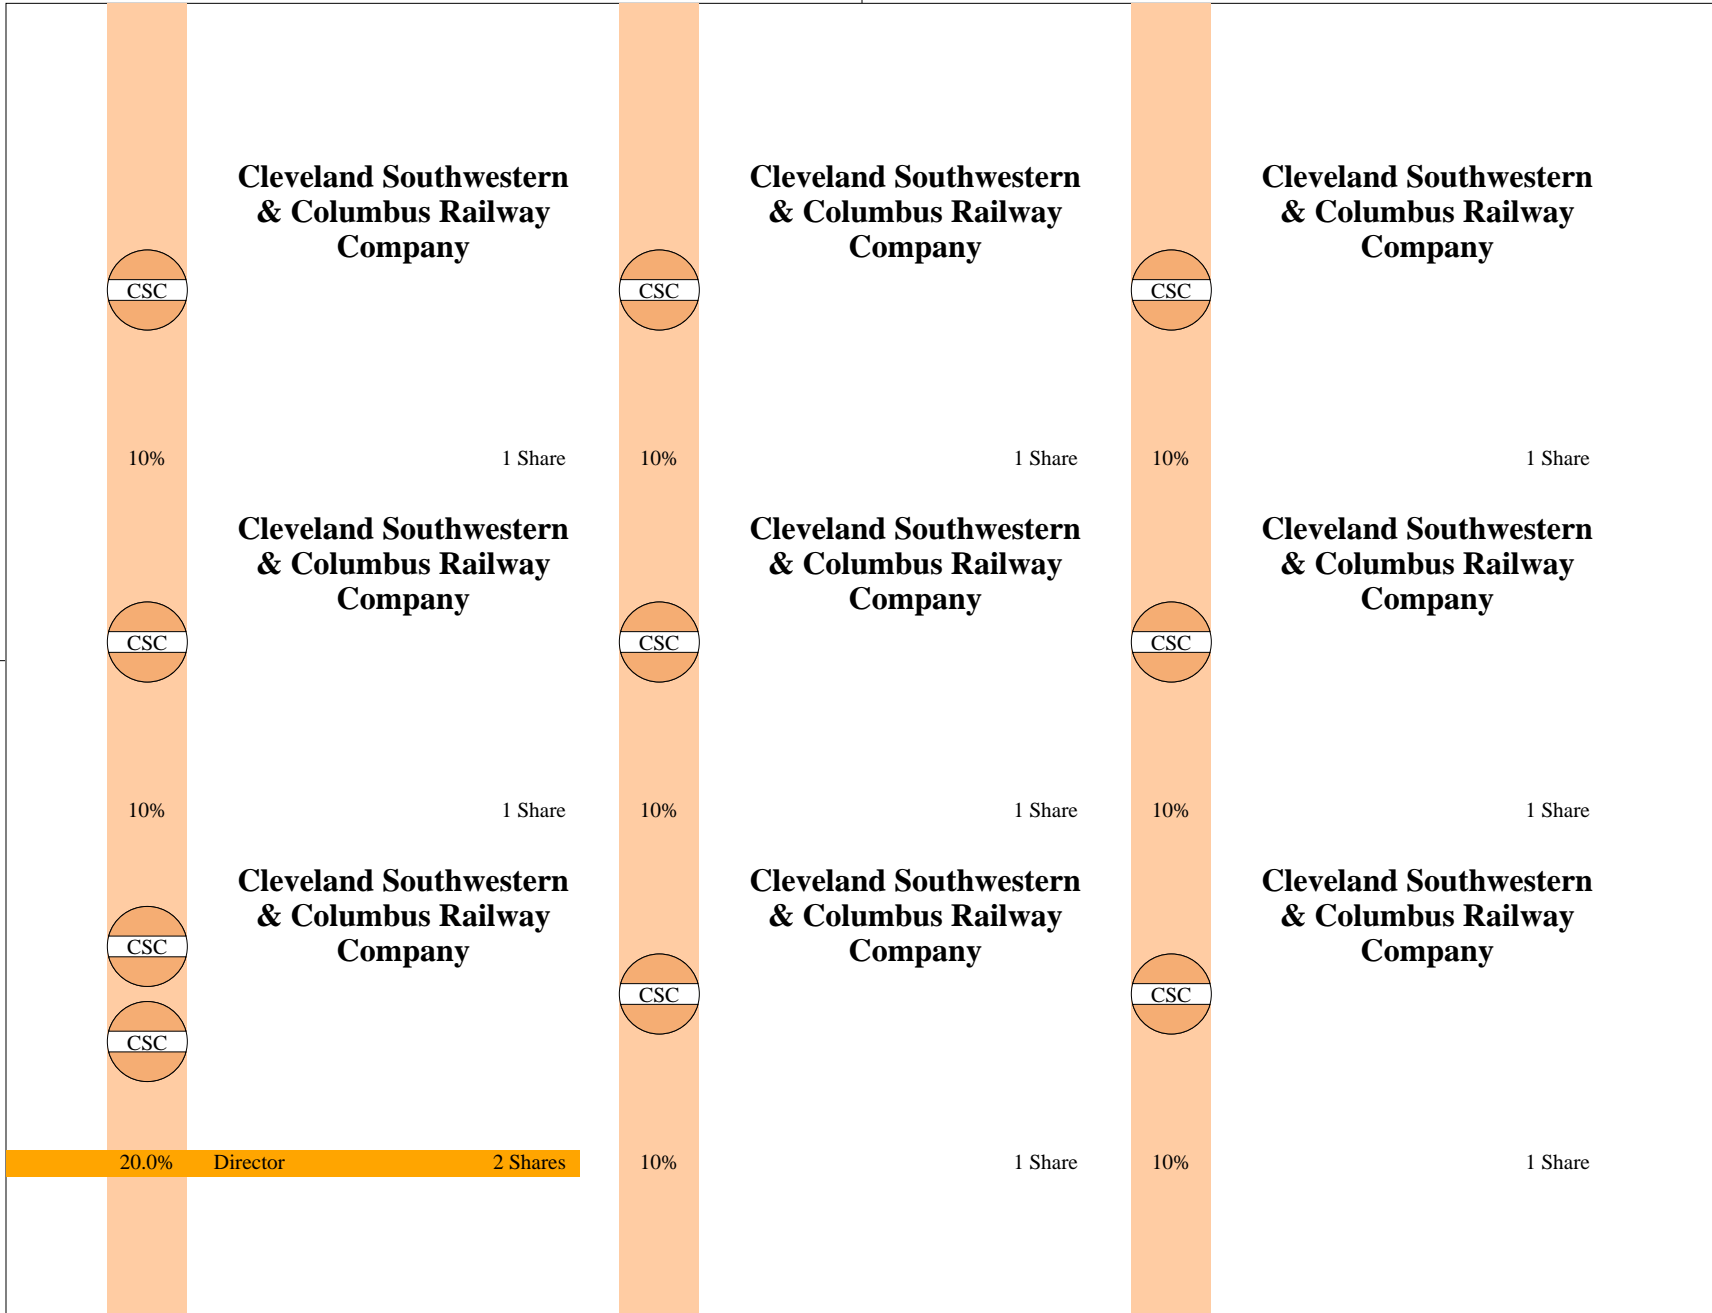 Cleveland Southwestern
& Columbus Railway
Company
CSC
10%
1 Share
Cleveland Southwestern
& Columbus Railway
Company
CSC
10%
1 Share
Cleveland Southwestern
& Columbus Railway
Company
CSC
10%
1 Share
Cleveland Southwestern
& Columbus Railway
Company
CSC
10%
1 Share
Cleveland Southwestern
& Columbus Railway
Company
CSC
10%
1 Share
Cleveland Southwestern
& Columbus Railway
Company
CSC
10%
1 Share
Cleveland Southwestern
& Columbus Railway
Company
CSC
CSC
20.0% Director 2 Shares
Cleveland Southwestern
& Columbus Railway
Company
CSC
10%
1 Share
Cleveland Southwestern
& Columbus Railway
Company
CSC
10%
1 Share